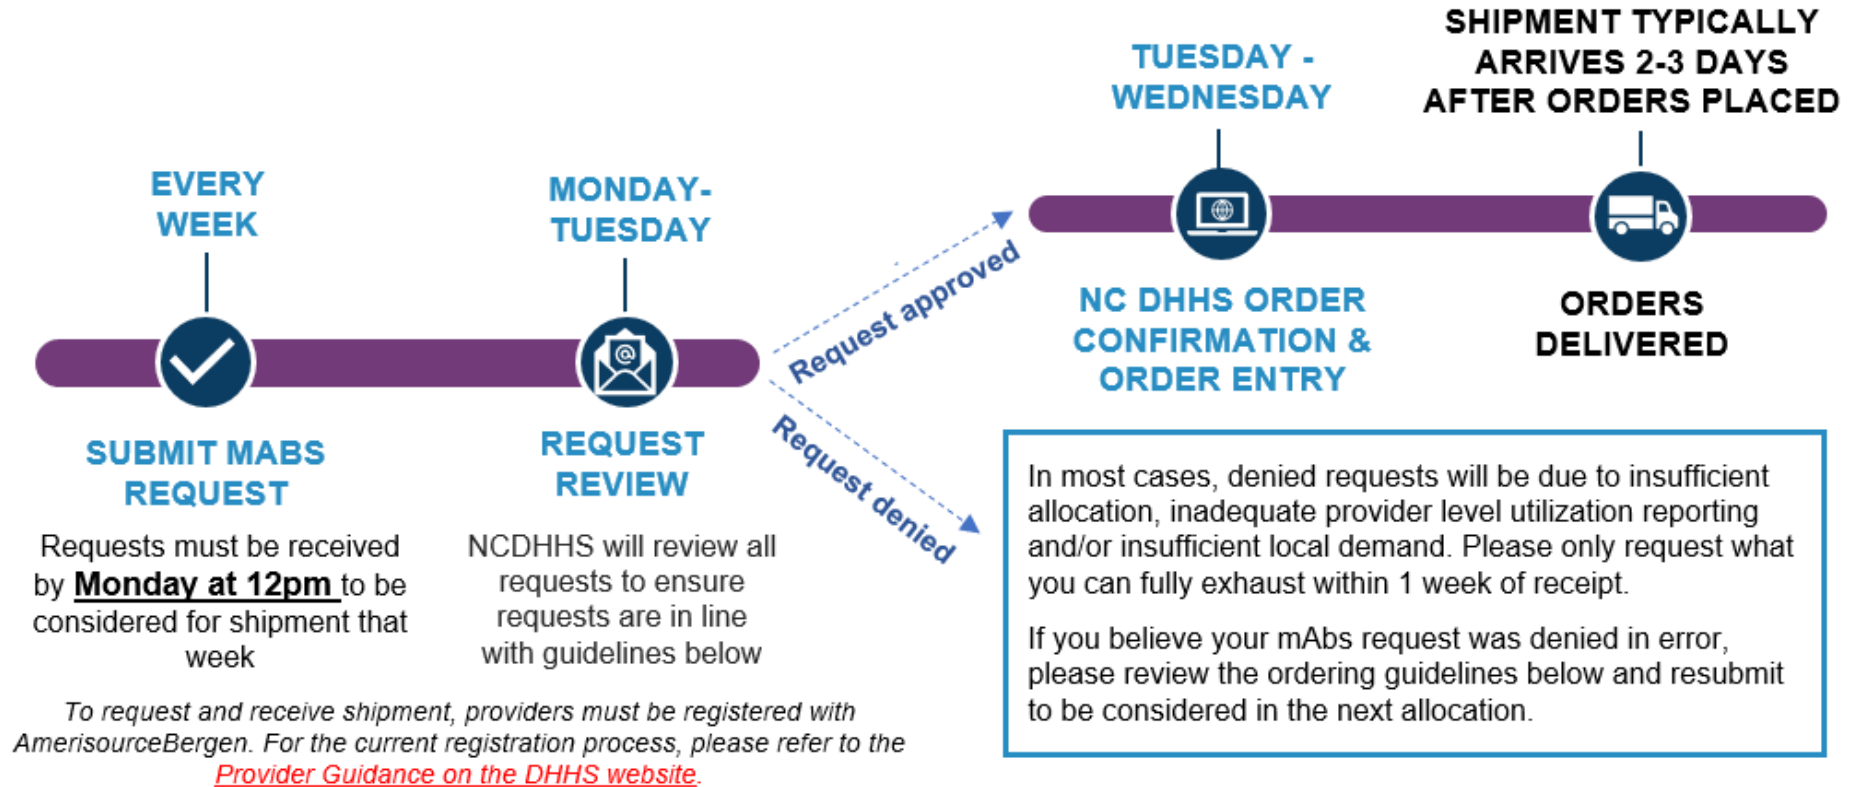 EVERY
WEEK
SUBMIT MABS
REQUEST
Requests must be received
by Monday at 12pm to be
considered for shipment that
week
MONDAY-
TUESDAY
@
REQUEST
REVIEW
NCDHHS will review all
requests to ensure
requests are in line
with guidelines below
To request and receive shipment, providers must be registered with
AmerisourceBergen. For the current registration process, please refer to the
Provider Guidance on the DHHS website.
Request approved
TUESDAY -
WEDNESDAY
NC DHHS ORDER
CONFIRMATION &
ORDER ENTRY
SHIPMENT TYPICALLY
ARRIVES 2-3 DAYS
AFTER ORDERS PLACED
ORDERS
DELIVERED
Request denied
In most cases, denied requests will be due to insufficient
allocation, inadequate provider level utilization reporting
and/or insufficient local demand. Please only request what
you can fully exhaust within 1 week of receipt.
If you believe your mAbs request was denied in error,
please review the ordering guidelines below and resubmit
to be considered in the next allocation.